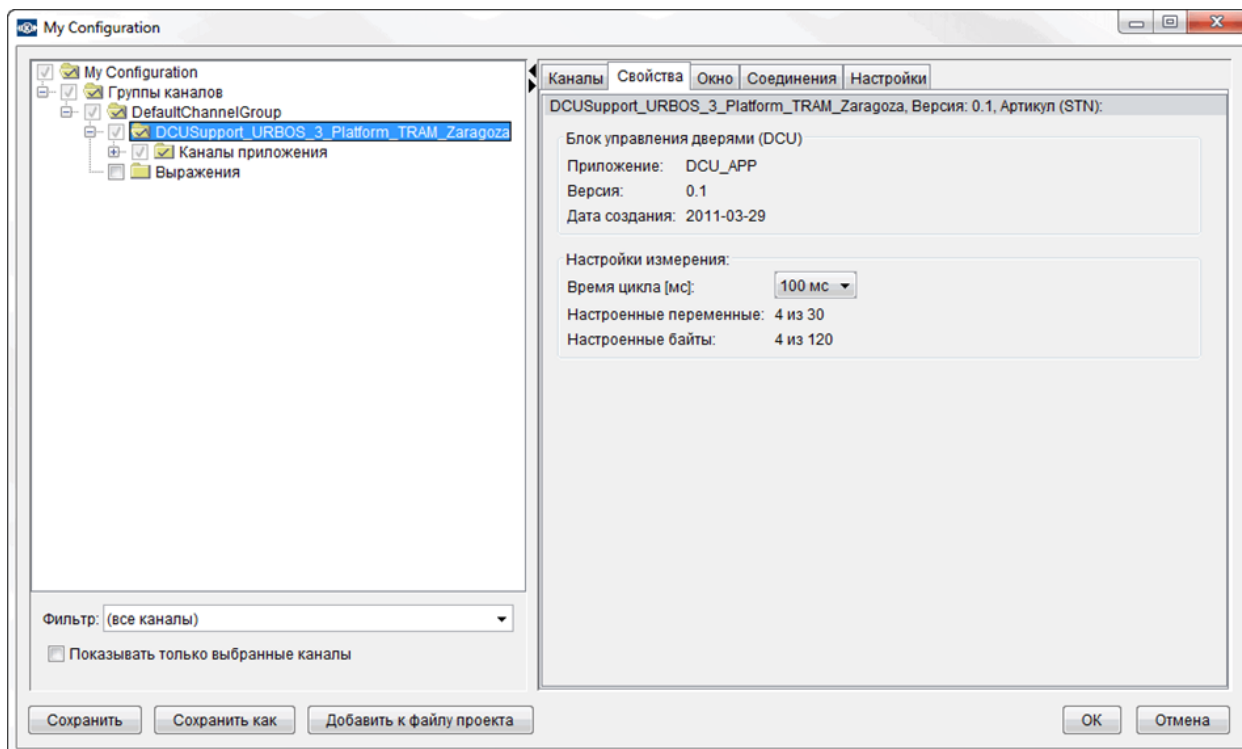 My Configuration
My Configuration
Группы каналов
DefaultChannelGroup
DCUSupport_URBOS_3_Platform_TRAM_Zaragoza
Каналы приложения
Выражения
Фильтр: (все каналы)
Показывать только выбранные каналы
Каналы Свойства Окно Соединения Настройки
DCUSupport_URBOS_3_Platform_TRAM_Zaragoza, Версия: 0.1, Артикул (STN):
Блок управления дверями (DCU)
Приложение: DCU_APP
Версия: 0.1
Дата создания: 2011-03-29
Настройки измерения:
Время цикла [мс]: 100 мс
Настроенные переменные: 4 из 30
Настроенные байты: 4 из 120
Сохранить Сохранить как Добавить к файлу проекта ОК Отмена